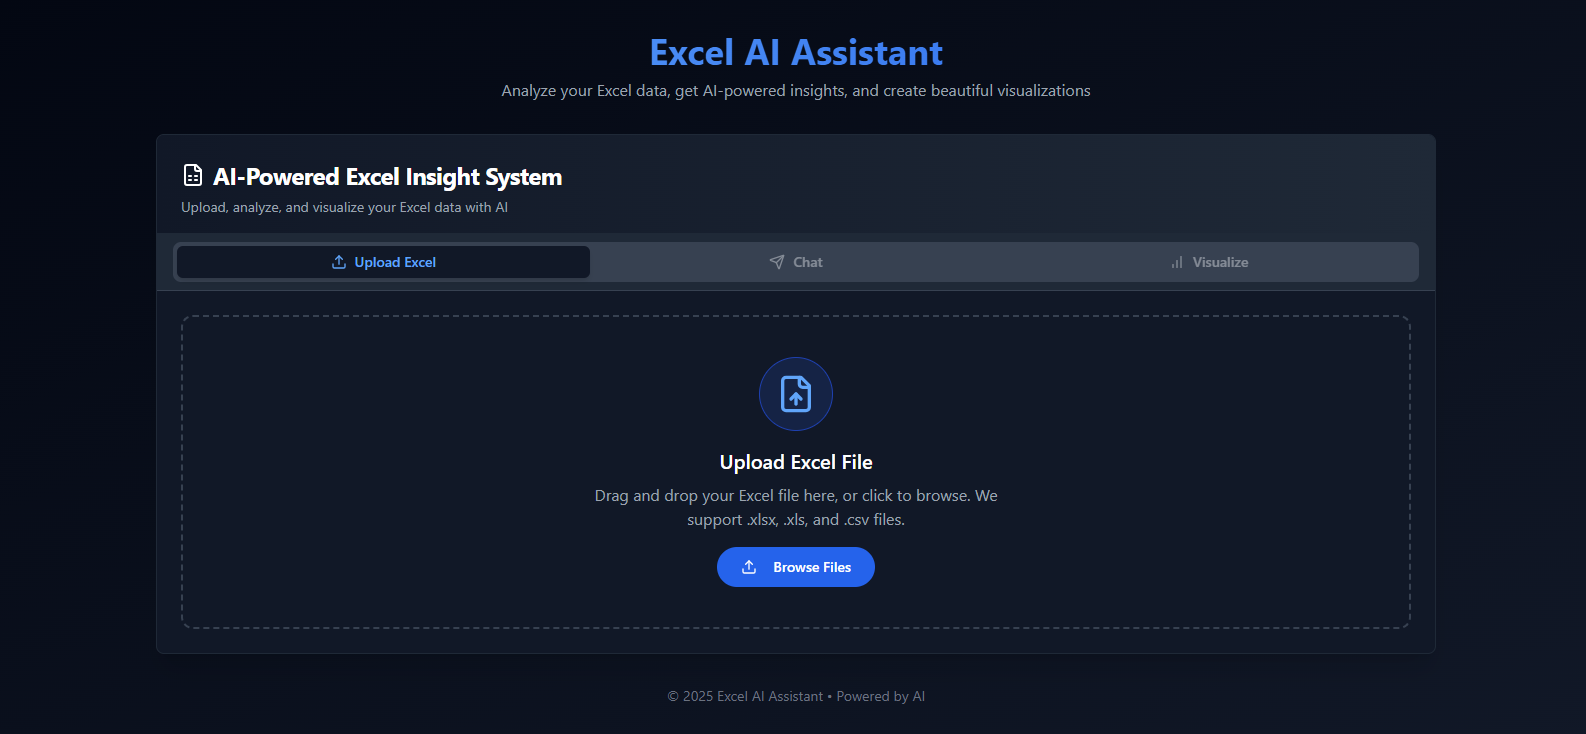 Excel AI Assistant
Analyze your Excel data, get AI-powered insights, and create beautiful visualizations
AI-Powered Excel Insight System
Upload, analyze, and visualize your Excel data with AI
Upload Excel
Chat
Visualize
Upload Excel File
Drag and drop your Excel file here, or click to browse. We
support .xlsx, .xls, and .csv files.
Browse Files
© 2025 Excel AI Assistant • Powered by AI